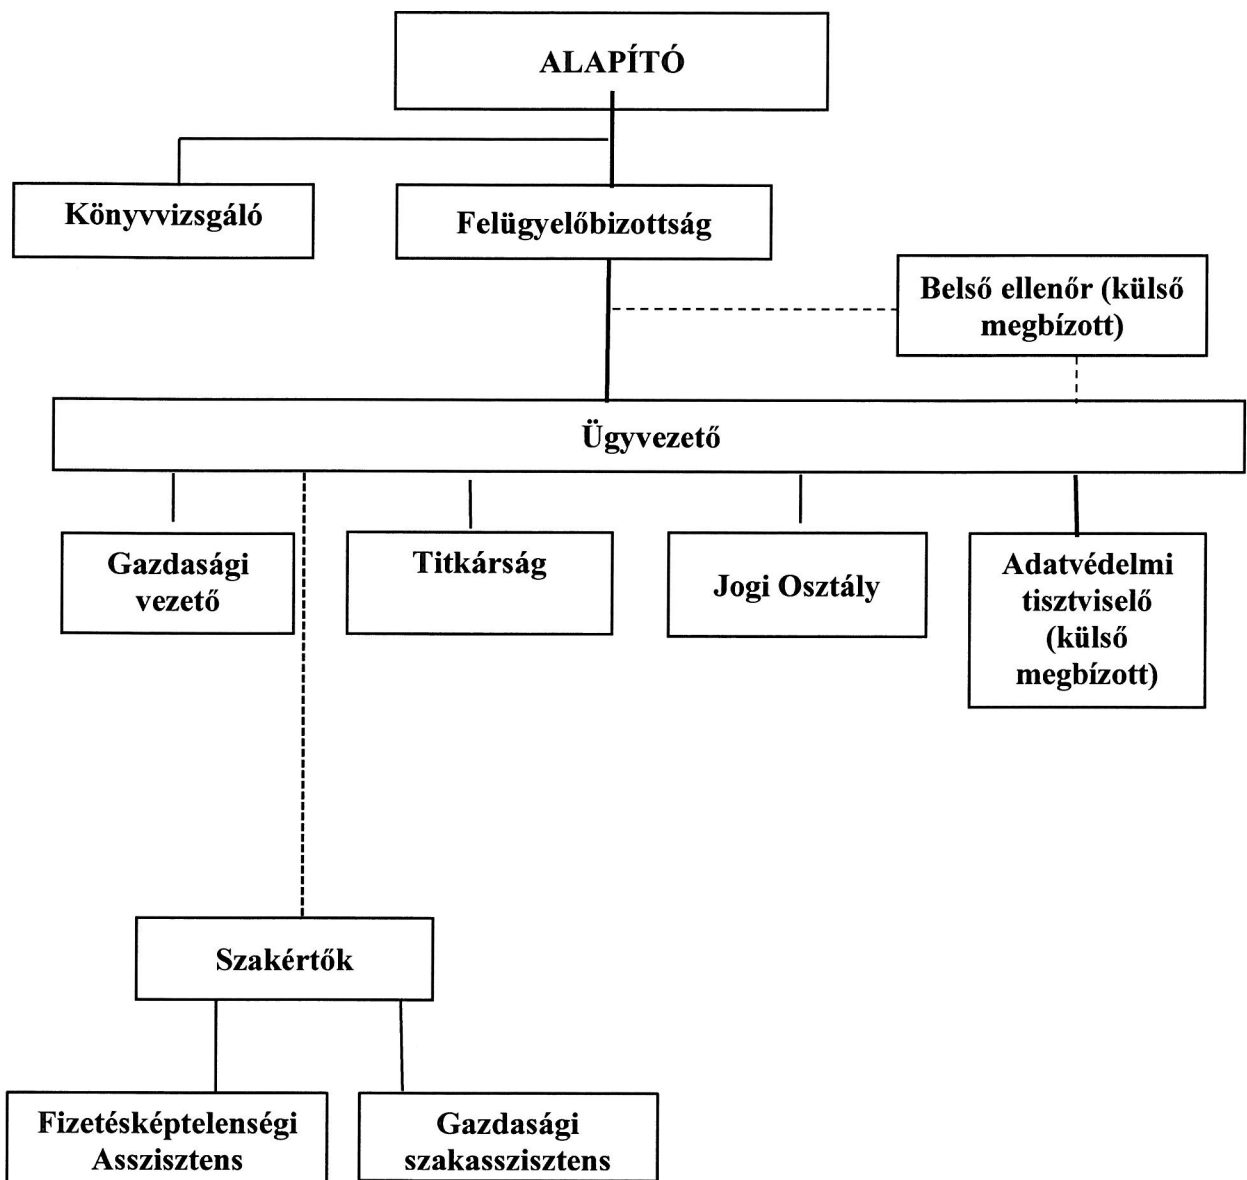 ALAPÍTÓ
Könyvvizsgáló
Felügyelőbizottság
Belső ellenőr (külső
megbízott)
Ügyvezető
Gazdasági
vezető
Titkárság
Jogi Osztály
Adatvédelmi
tisztviselő
(külső
megbízott)
Szakértők
Fizetésképtelenségi
Asszisztens
Gazdasági
szakasszisztens